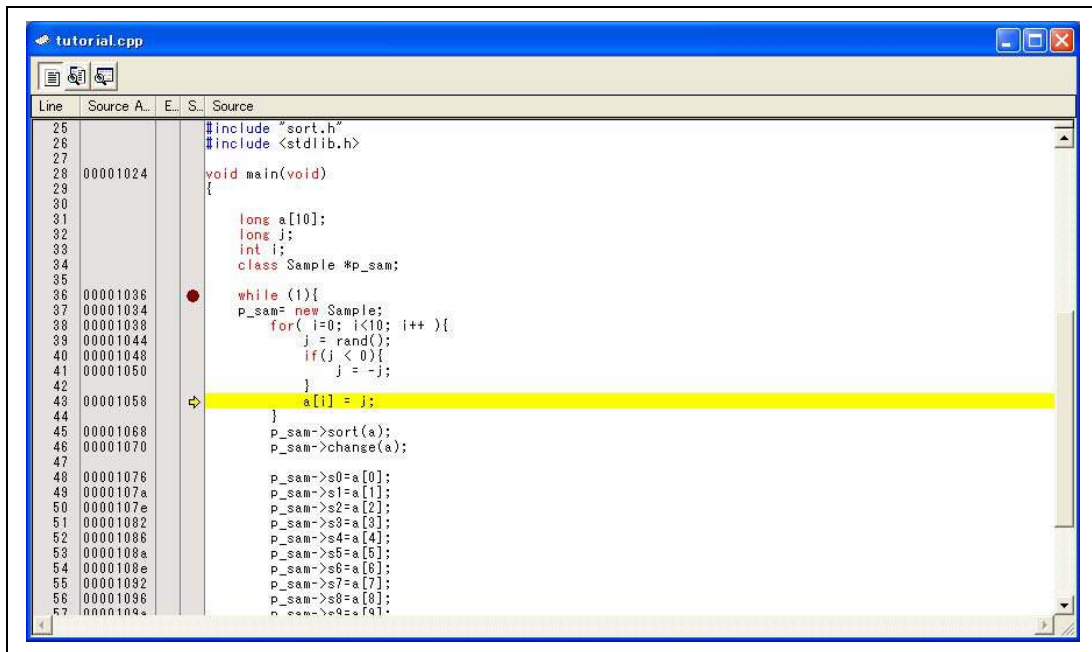 tutorial.cpp
Line Source A... E... S... Source
25 #include "sort.h"
26 #include <stdlib.h>
27
28 00001024 void main(void)
29 {
30
31 long a[10];
32 long j;
33 int i;
34 class Sample *p_sam;
35
36 00001036 while (1){
37 00001034 p_sam= new Sample;
38 00001038 for( i=0; i<10; i++ ){
39 00001044 j = rand();
40 00001048 if(j < 0){
41 00001050 j = -j;
42 }
43 00001058 a[i] = j;
44 }
45 00001068 p_sam->sort(a);
46 00001070 p_sam->change(a);
47
48 00001076 p_sam->s0=a[0];
49 0000107a p_sam->s1=a[1];
50 0000107e p_sam->s2=a[2];
51 00001082 p_sam->s3=a[3];
52 00001086 p_sam->s4=a[4];
53 0000108a p_sam->s5=a[5];
54 0000108e p_sam->s6=a[6];
55 00001092 p_sam->s7=a[7];
56 00001096 p_sam->s8=a[8];
57 0000109a p_sam->s9=a[9];